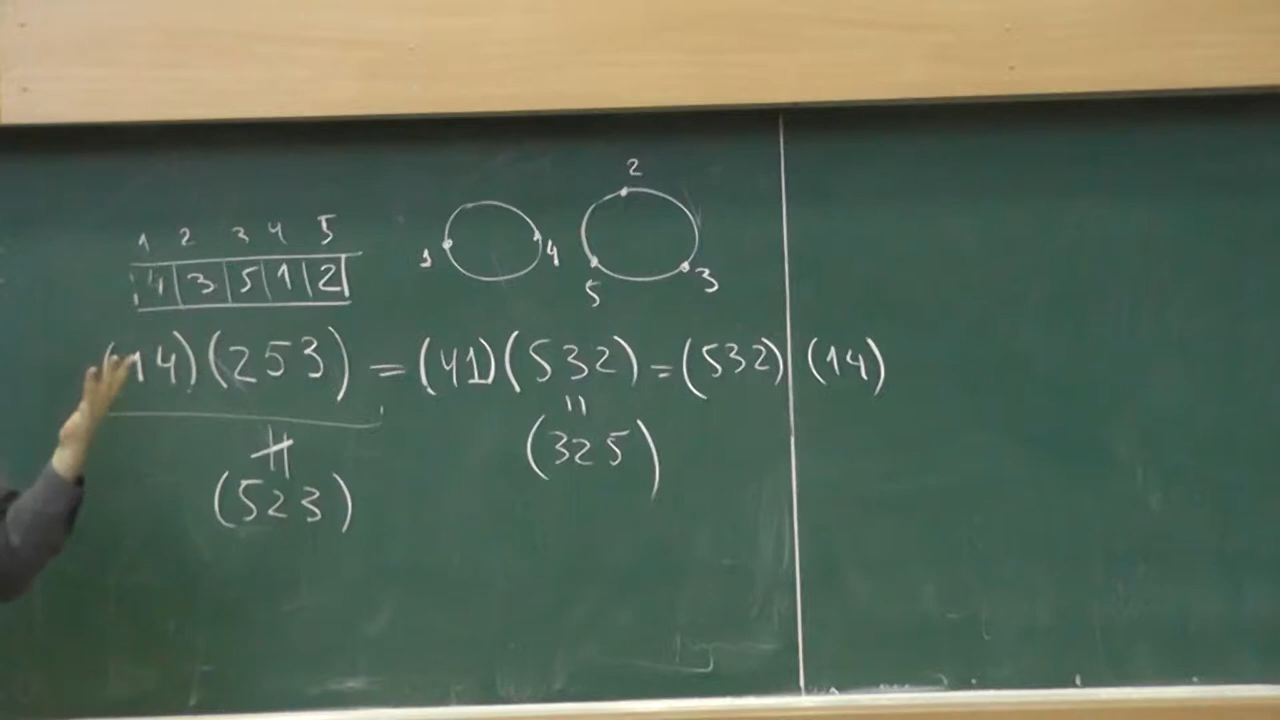 2
1 2 3 4 5
1 4
4 3 5 1 2
5 3
(14)(253) = (41)(532) = (532)(14)
=
(325)
≠
(523)